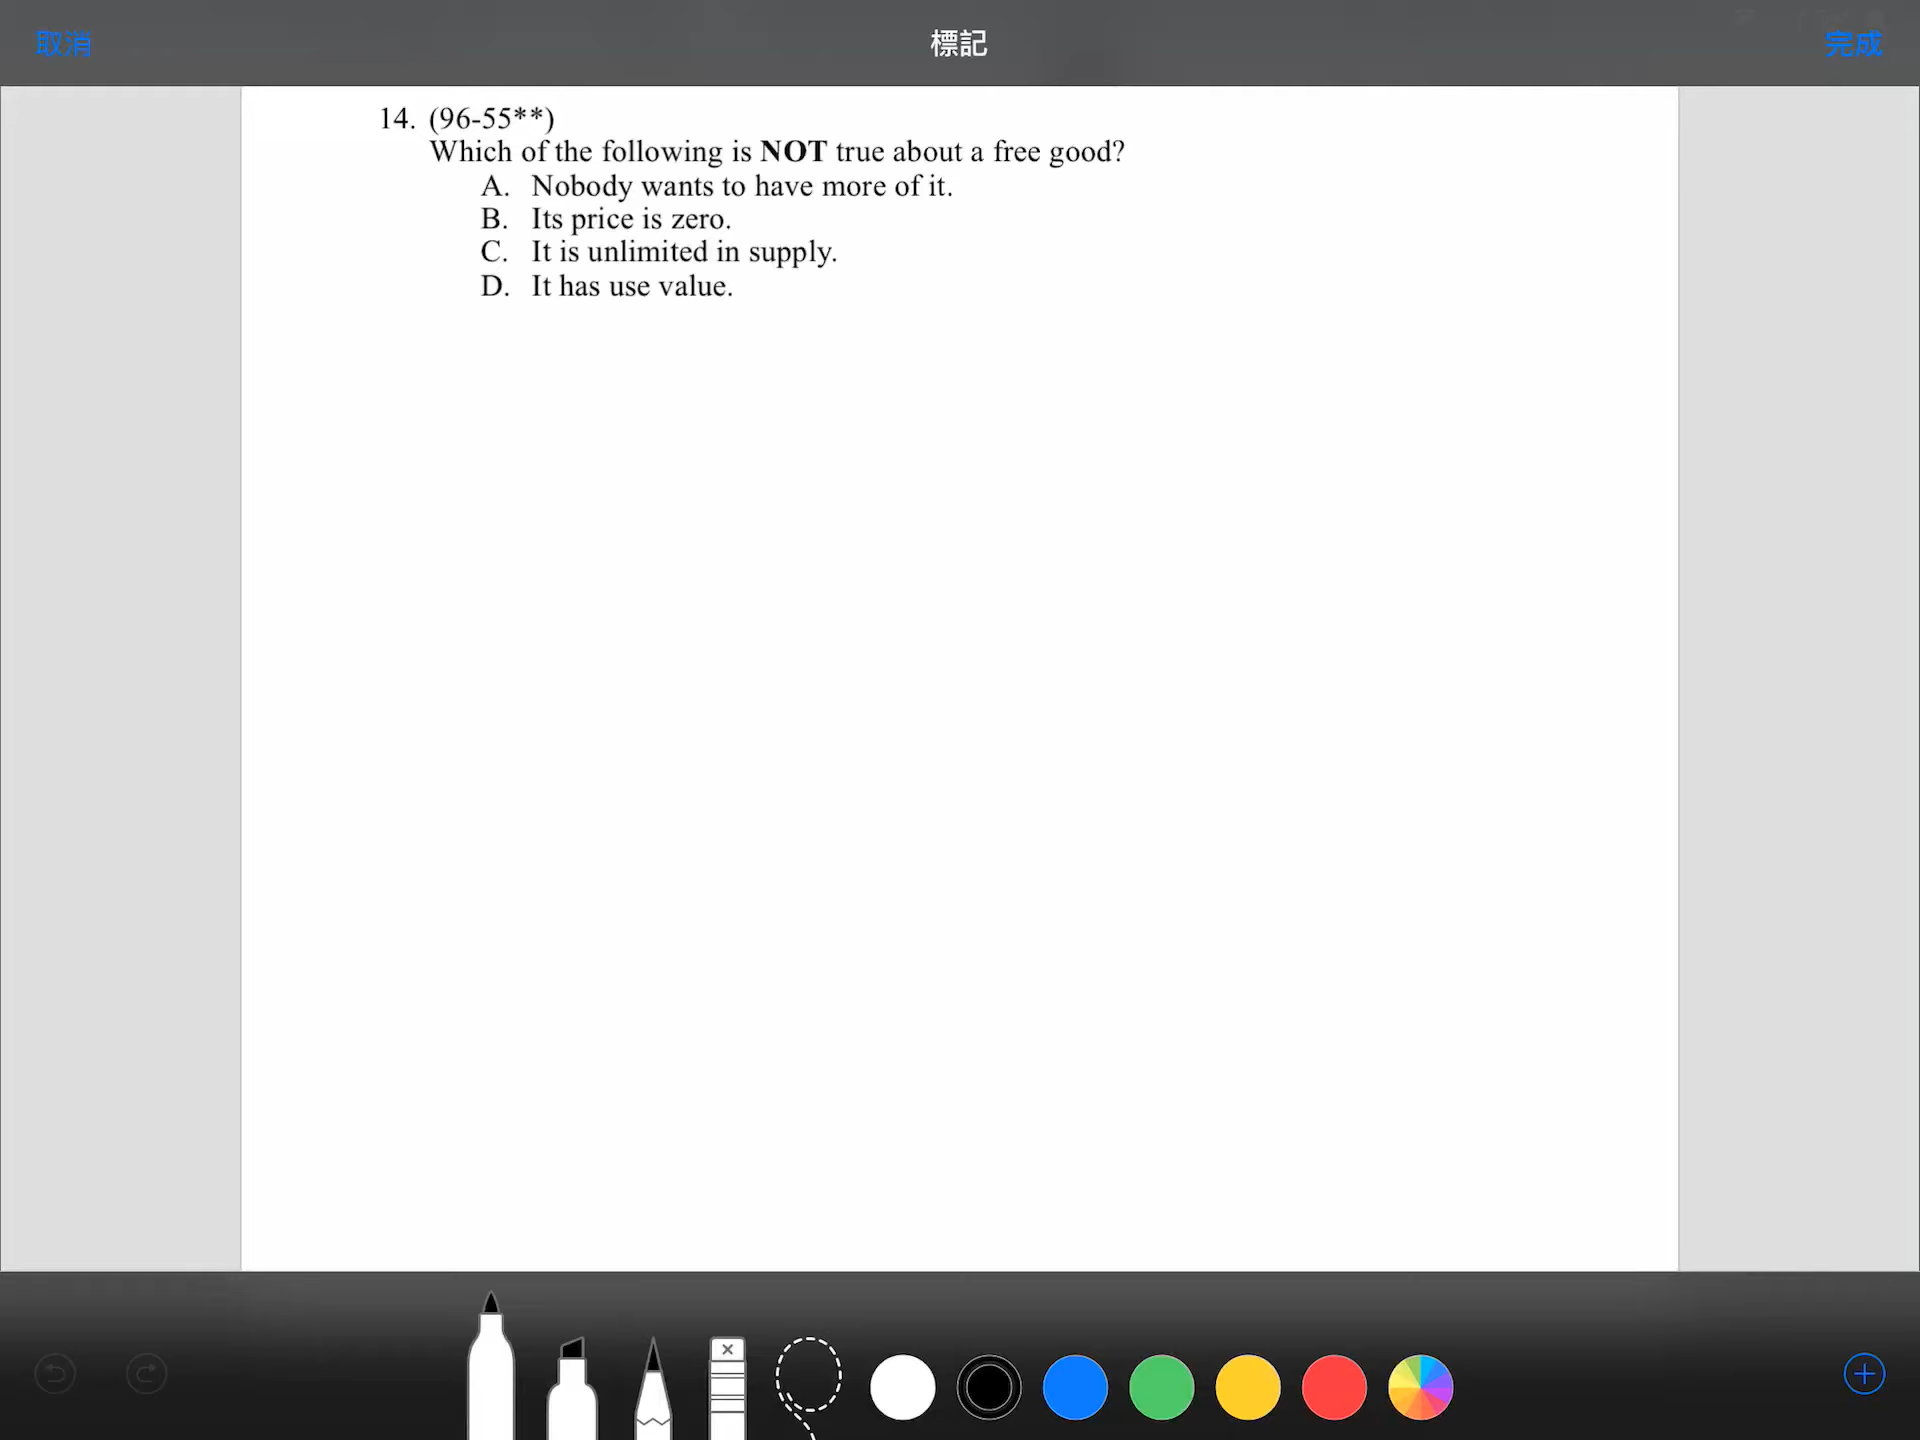 取消
標記
完成
14. (96-55**)
Which of the following is NOT true about a free good?
A. Nobody wants to have more of it.
B. Its price is zero.
C. It is unlimited in supply.
D. It has use value.